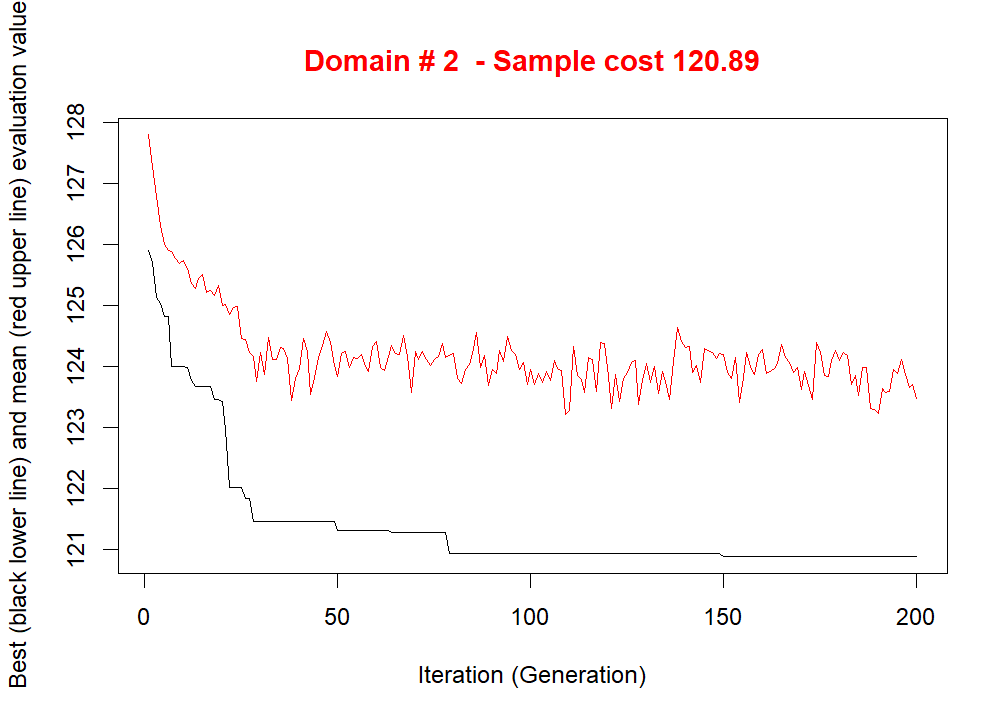 Domain # 2  - Sample cost 120.89
Best (black lower line) and mean (red upper line) evaluation value
128
127
126
125
124
123
122
121
0 50 100 150 200
Iteration (Generation)